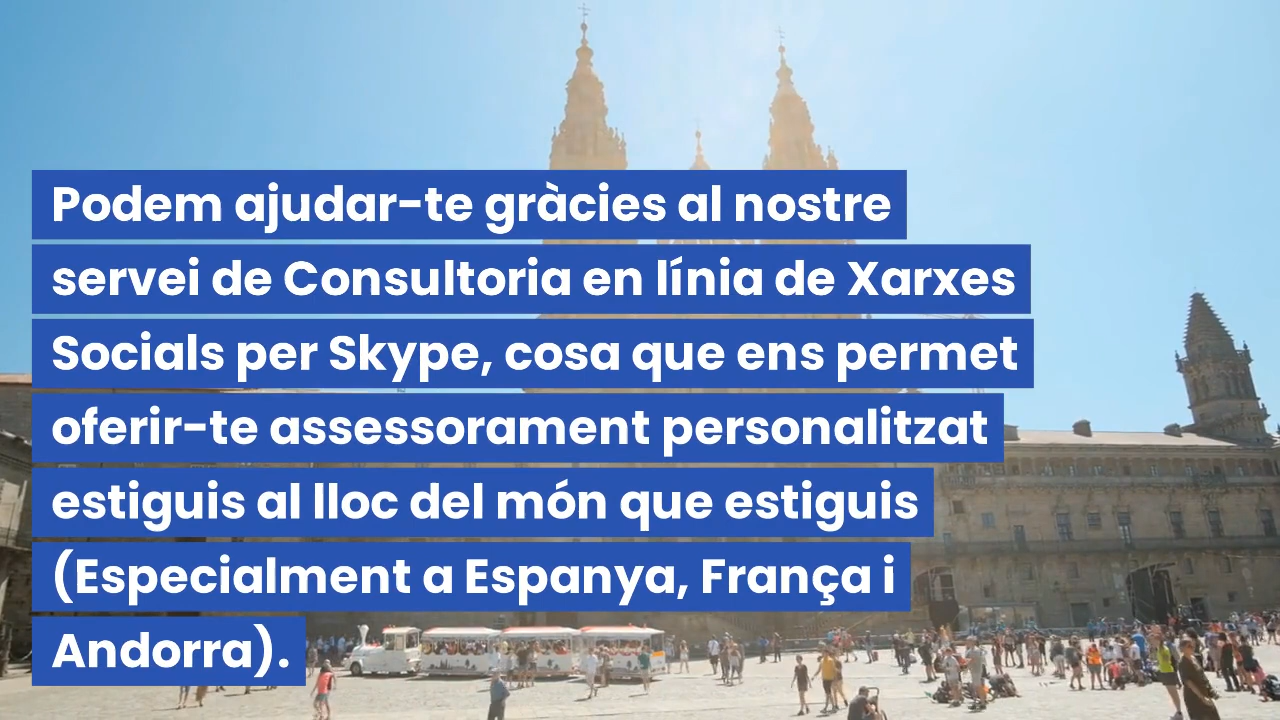 Podem ajudar-te gràcies al nostre
servei de Consultoria en línia de Xarxes
Socials per Skype, cosa que ens permet
oferir-te assessorament personalitzat
estiguis al lloc del món que estiguis
(Especialment a Espanya, França i
Andorra).